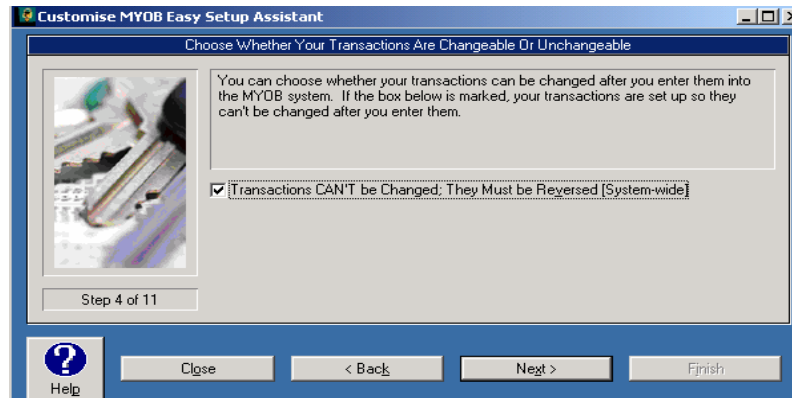 Customise MYOB Easy Setup Assistant
Choose Whether Your Transactions Are Changeable Or Unchangeable
You can choose whether your transactions can be changed after you enter them into
the MYOB system. If the box below is marked, your transactions are set up so they
can't be changed after you enter them.
Transactions CAN'T be Changed; They Must be Reversed [System-wide]
Step 4 of 11
Help
Close
< Back
Next >
Finish